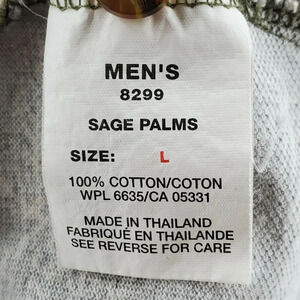 MEN'S
8299
SAGE PALMS
SIZE: L
100% COTTON/COTON
WPL 6635/CA 05331
MADE IN THAILAND
FABRIQUÉ EN THAILANDE
SEE REVERSE FOR CARE